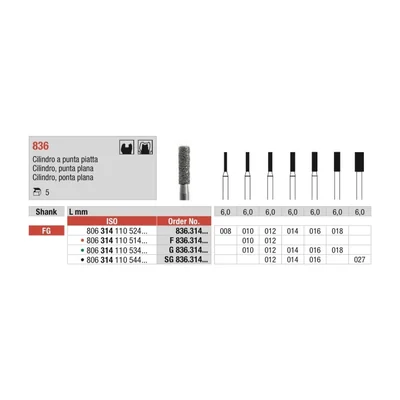 836
Cilindro a punta piatta
Cilindro, punta plana
Cilindro, ponta plana
5
Shank L mm 6,0 6,0 6,0 6,0 6,0 6,0 6,0
ISO Order No.
FG 806 314 110 524... 836.314... 008 010 012 014 016 018
806 314 110 514... F 836.314... 010 012
806 314 110 534... G 836.314... 010 012 014 016 018
806 314 110 544... SG 836.314... 012 014 016 027